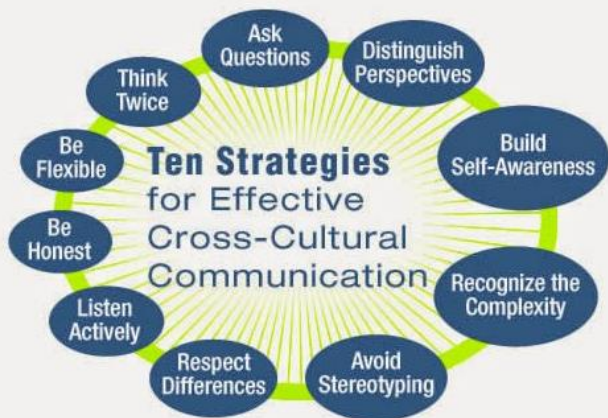 Ten Strategies
for Effective
Cross-Cultural
Communication
Ask
Questions
Distinguish
Perspectives
Build
Self-Awareness
Recognize the
Complexity
Avoid
Stereotyping
Respect
Differences
Listen
Actively
Be
Honest
Be
Flexible
Think
Twice